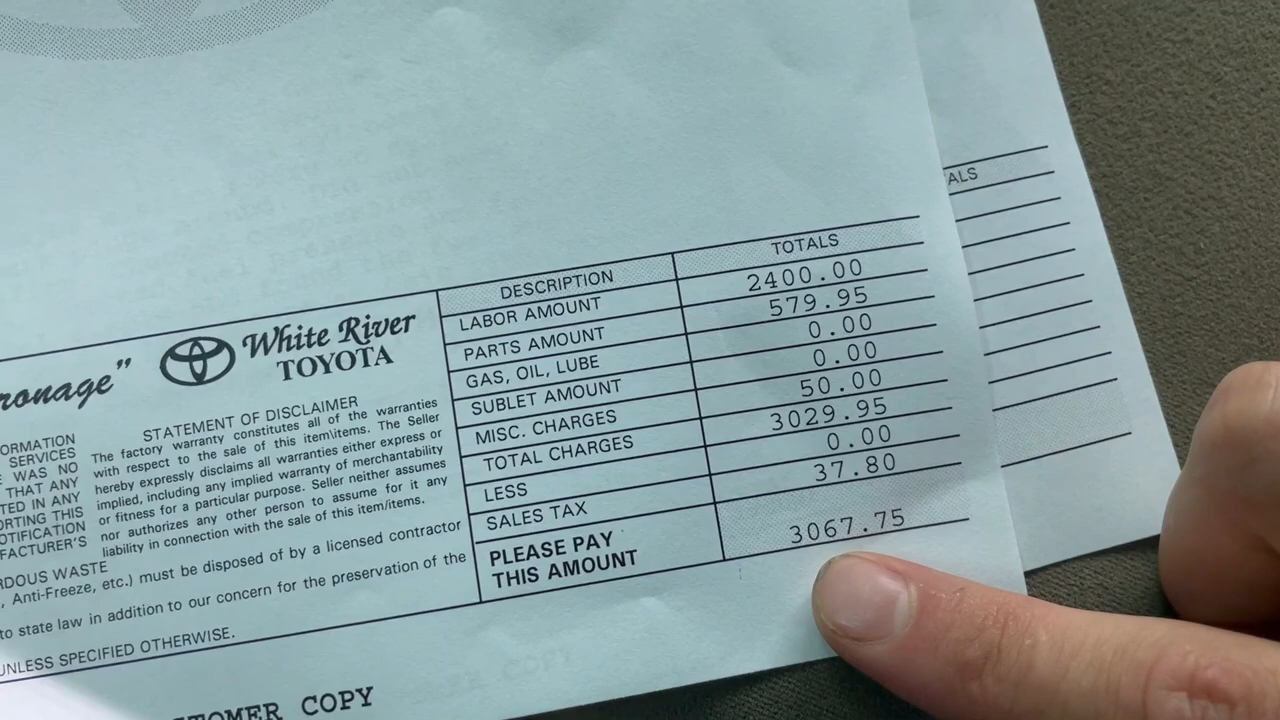 ALS
DESCRIPTION TOTALS
LABOR AMOUNT 2400.00
PARTS AMOUNT 579.95
GAS, OIL, LUBE 0.00
SUBLET AMOUNT 0.00
MISC. CHARGES 50.00
TOTAL CHARGES 3029.95
LESS 0.00
SALES TAX 37.80
PLEASE PAY
THIS AMOUNT 3067.75
ronage”
White River
TOYOTA
ORMATION
SERVICES
WAS NO
THAT ANY
TED IN ANY
ORTING THIS
OTIFICATION
FACTURER'S
STATEMENT OF DISCLAIMER
The factory warranty constitutes all of the warranties
with respect to the sale of this item\items. The Seller
hereby expressly disclaims all warranties either express or
implied, including any implied warranty of merchantability
or fitness for a particular purpose. Seller neither assumes
nor authorizes any other person to assume for it any
liability in connection with the sale of this item/items.
RDOUS WASTE
, Anti-Freeze, etc.) must be disposed of by a licensed contractor
to state law in addition to our concern for the preservation of the
UNLESS SPECIFIED OTHERWISE.
STOMER COPY